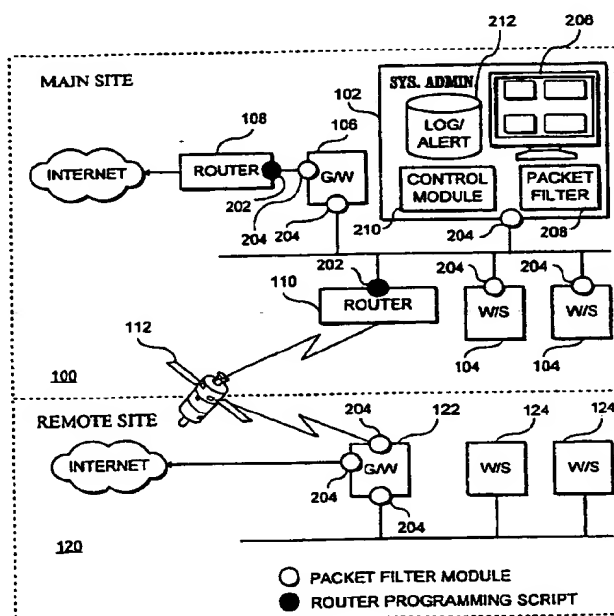 MAIN SITE
212
206
102
SYS. ADMIN
LOG/
ALERT
108
106
INTERNET
ROUTER
G/W
CONTROL
MODULE
PACKET
FILTER
202
204
204
210
204
208
202
204
204
110
ROUTER
W/S
W/S
104
104
112
100
REMOTE SITE
204
122
124
124
INTERNET
G/W
W/S
W/S
204
204
120
PACKET FILTER MODULE
ROUTER PROGRAMMING SCRIPT